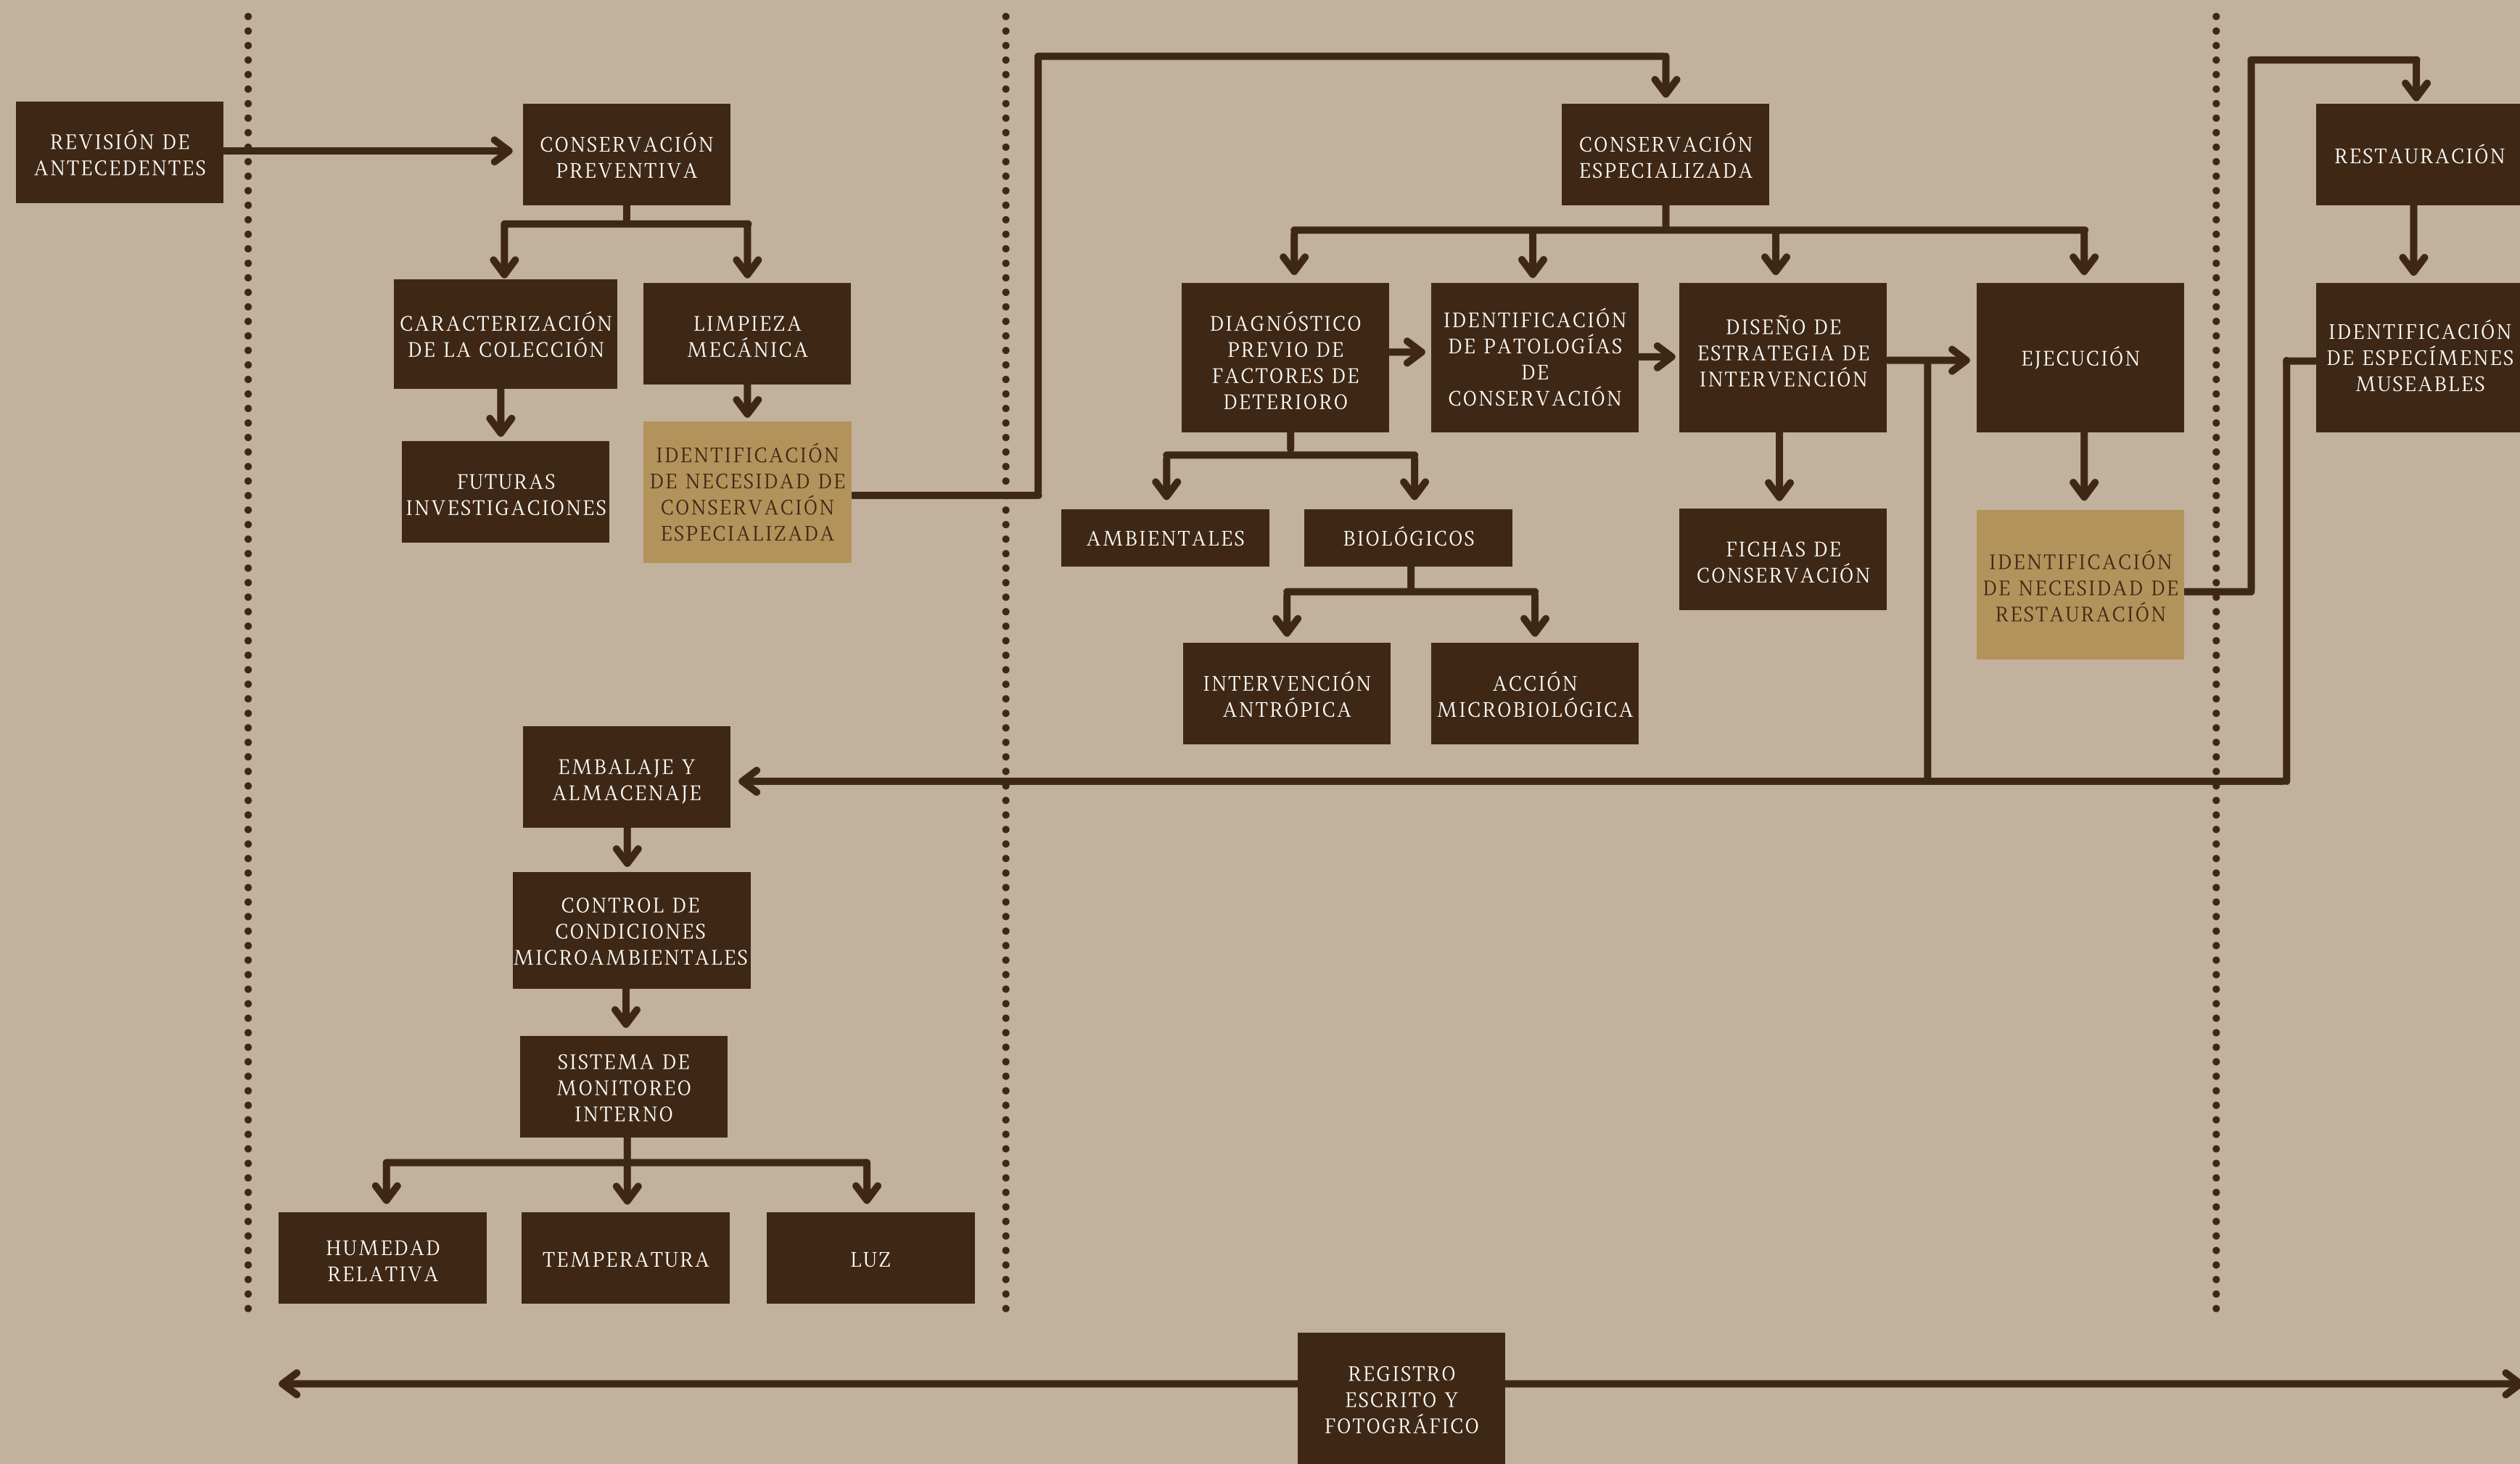 REVISIÓN DE
ANTECEDENTES
CONSERVACIÓN
PREVENTIVA
CARACTERIZACIÓN
DE LA COLECCIÓN
LIMPIEZA
MECÁNICA
FUTURAS
INVESTIGACIONES
IDENTIFICACIÓN
DE NECESIDAD DE
CONSERVACIÓN
ESPECIALIZADA
EMBALAJE Y
ALMACENAJE
CONTROL DE
CONDICIONES
MICROAMBIENTALES
SISTEMA DE
MONITOREO
INTERNO
HUMEDAD
RELATIVA
TEMPERATURA
LUZ
CONSERVACIÓN
ESPECIALIZADA
DIAGNÓSTICO
PREVIO DE
FACTORES DE
DETERIORO
IDENTIFICACIÓN
DE PATOLOGÍAS
DE
CONSERVACIÓN
DISEÑO DE
ESTRATEGIA DE
INTERVENCIÓN
EJECUCIÓN
AMBIENTALES
BIOLÓGICOS
FICHAS DE
CONSERVACIÓN
IDENTIFICACIÓN
DE NECESIDAD DE
RESTAURACIÓN
INTERVENCIÓN
ANTRÓPICA
ACCIÓN
MICROBIOLÓGICA
RESTAURACIÓN
IDENTIFICACIÓN
DE ESPECÍMENES
MUSEABLES
REGISTRO
ESCRITO Y
FOTOGRÁFICO